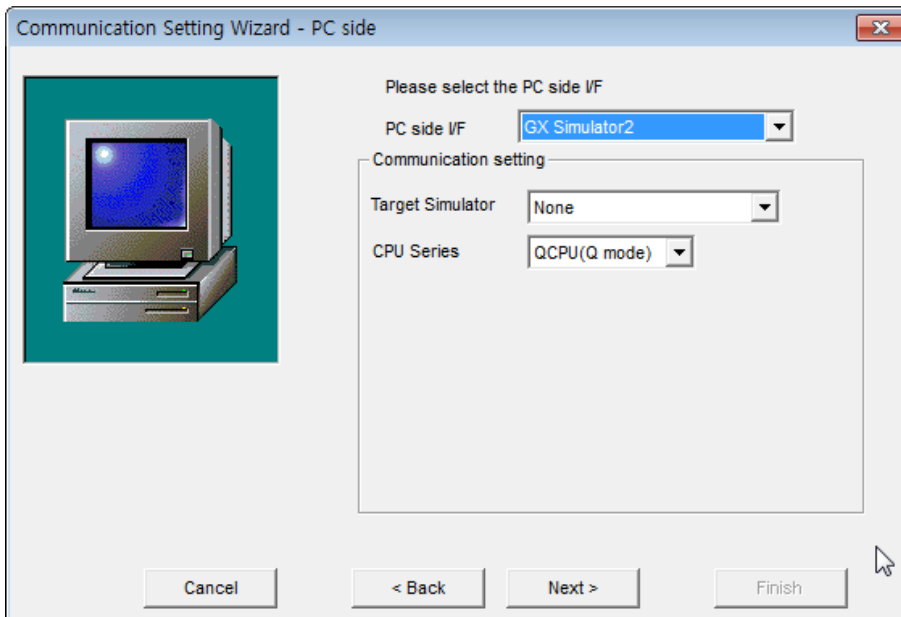 Communication Setting Wizard - PC side
Please select the PC side I/F
PC side I/F GX Simulator2
Communication setting
Target Simulator None
CPU Series QCPU(Q mode)
Cancel < Back Next > Finish